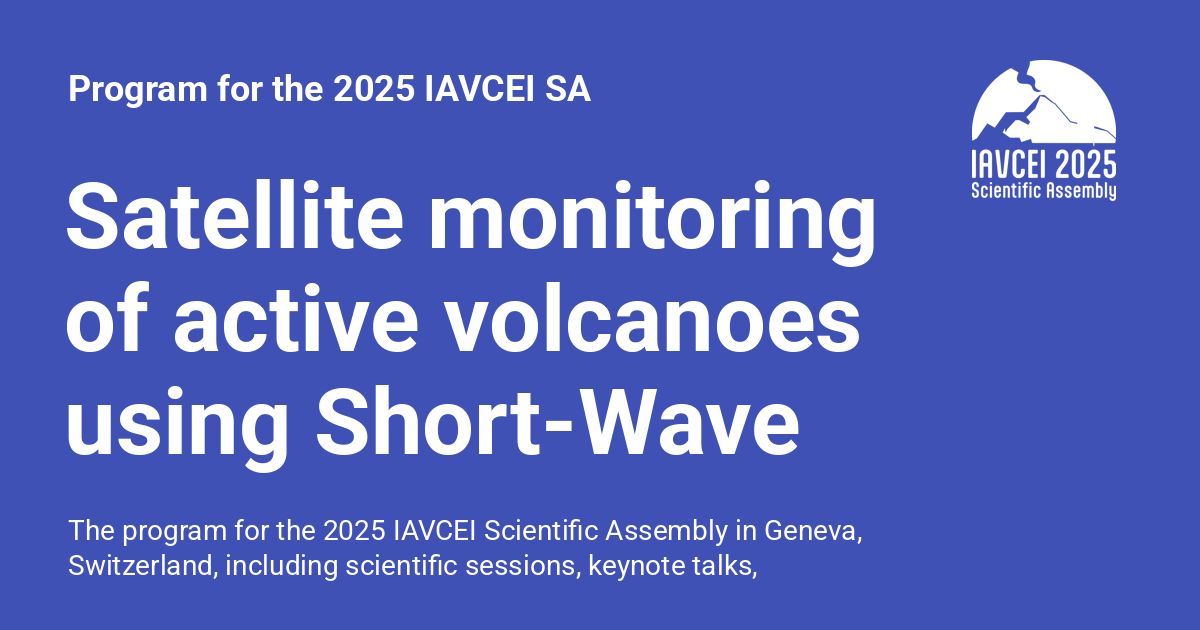 Program for the 2025 IAVCEI SA
IAVCEI 2025
Scientific Assembly
Satellite monitoring
of active volcanoes
using Short-Wave
The program for the 2025 IAVCEI Scientific Assembly in Geneva,
Switzerland, including scientific sessions, keynote talks,